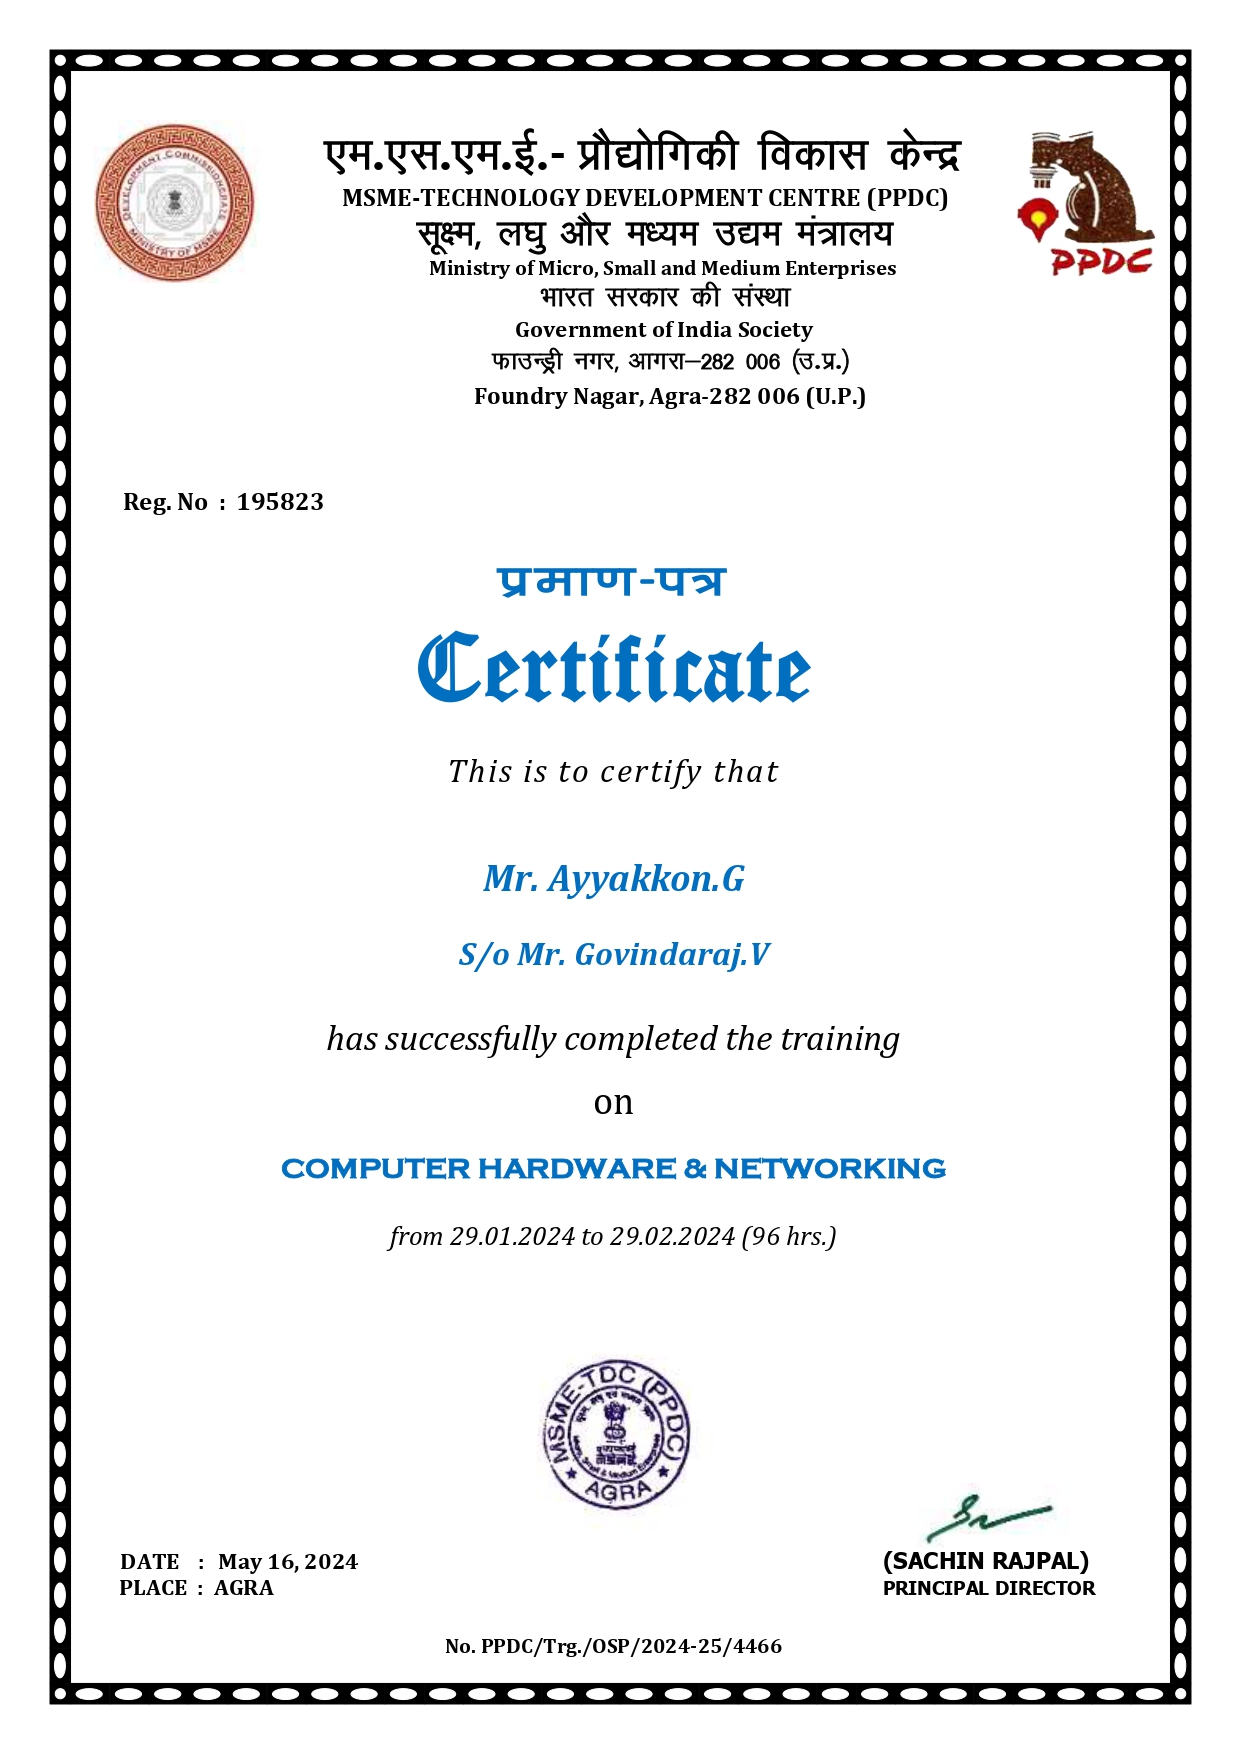 एम.एस.एम.ई.- प्रौद्योगिकी विकास केन्द्र
MSME-TECHNOLOGY DEVELOPMENT CENTRE (PPDC)
सूक्ष्म, लघु और मध्यम उद्यम मंत्रालय
Ministry of Micro, Small and Medium Enterprises
भारत सरकार की संस्था
Government of India Society
फाउन्ड्री नगर, आगरा–282 006 (उ.प्र.)
Foundry Nagar, Agra-282 006 (U.P.)
DEVELOPMENT COMMISSIONERATE
MINISTRY OF MSME
PPDC
Reg. No : 195823
प्रमाण-पत्र
Certificate
This is to certify that
Mr. Ayyakkon.G
S/o Mr. Govindaraj.V
has successfully completed the training
on
COMPUTER HARDWARE & NETWORKING
from 29.01.2024 to 29.02.2024 (96 hrs.)
MSME-TDC (PPDC)
AGRA
DATE : May 16, 2024
PLACE : AGRA
(SACHIN RAJPAL)
PRINCIPAL DIRECTOR
No. PPDC/Trg./OSP/2024-25/4466